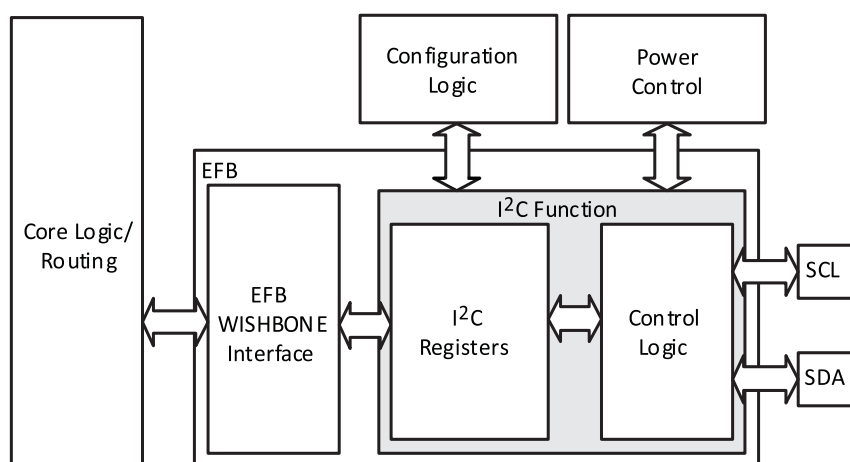 Configuration
Logic
Power
Control
EFB
I²C Function
Core Logic/
Routing
EFB
WISHBONE
Interface
I²C
Registers
Control
Logic
SCL
SDA